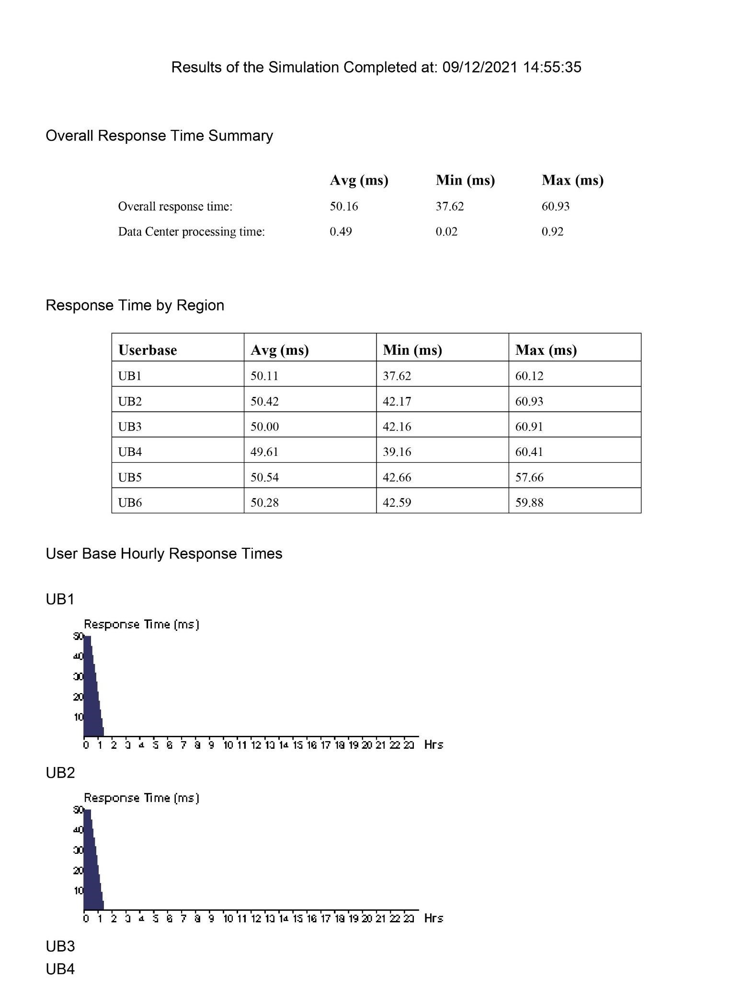 Results of the Simulation Completed at: 09/12/2021 14:55:35
Overall Response Time Summary
Avg (ms) Min (ms) Max (ms)
Overall response time: 50.16 37.62 60.93
Data Center processing time: 0.49 0.02 0.92
Response Time by Region
Userbase Avg (ms) Min (ms) Max (ms)
UB1 50.11 37.62 60.12
UB2 50.42 42.17 60.93
UB3 50.00 42.16 60.91
UB4 49.61 39.16 60.41
UB5 50.54 42.66 57.66
UB6 50.28 42.59 59.88
User Base Hourly Response Times
UB1
Response Time (ms)
50
40
30
20
10
0 1 2 3 4 5 6 7 8 9 10 11 12 13 14 15 16 17 18 19 20 21 22 23 Hrs
UB2
Response Time (ms)
50
40
30
20
10
0 1 2 3 4 5 6 7 8 9 10 11 12 13 14 15 16 17 18 19 20 21 22 23 Hrs
UB3
UB4